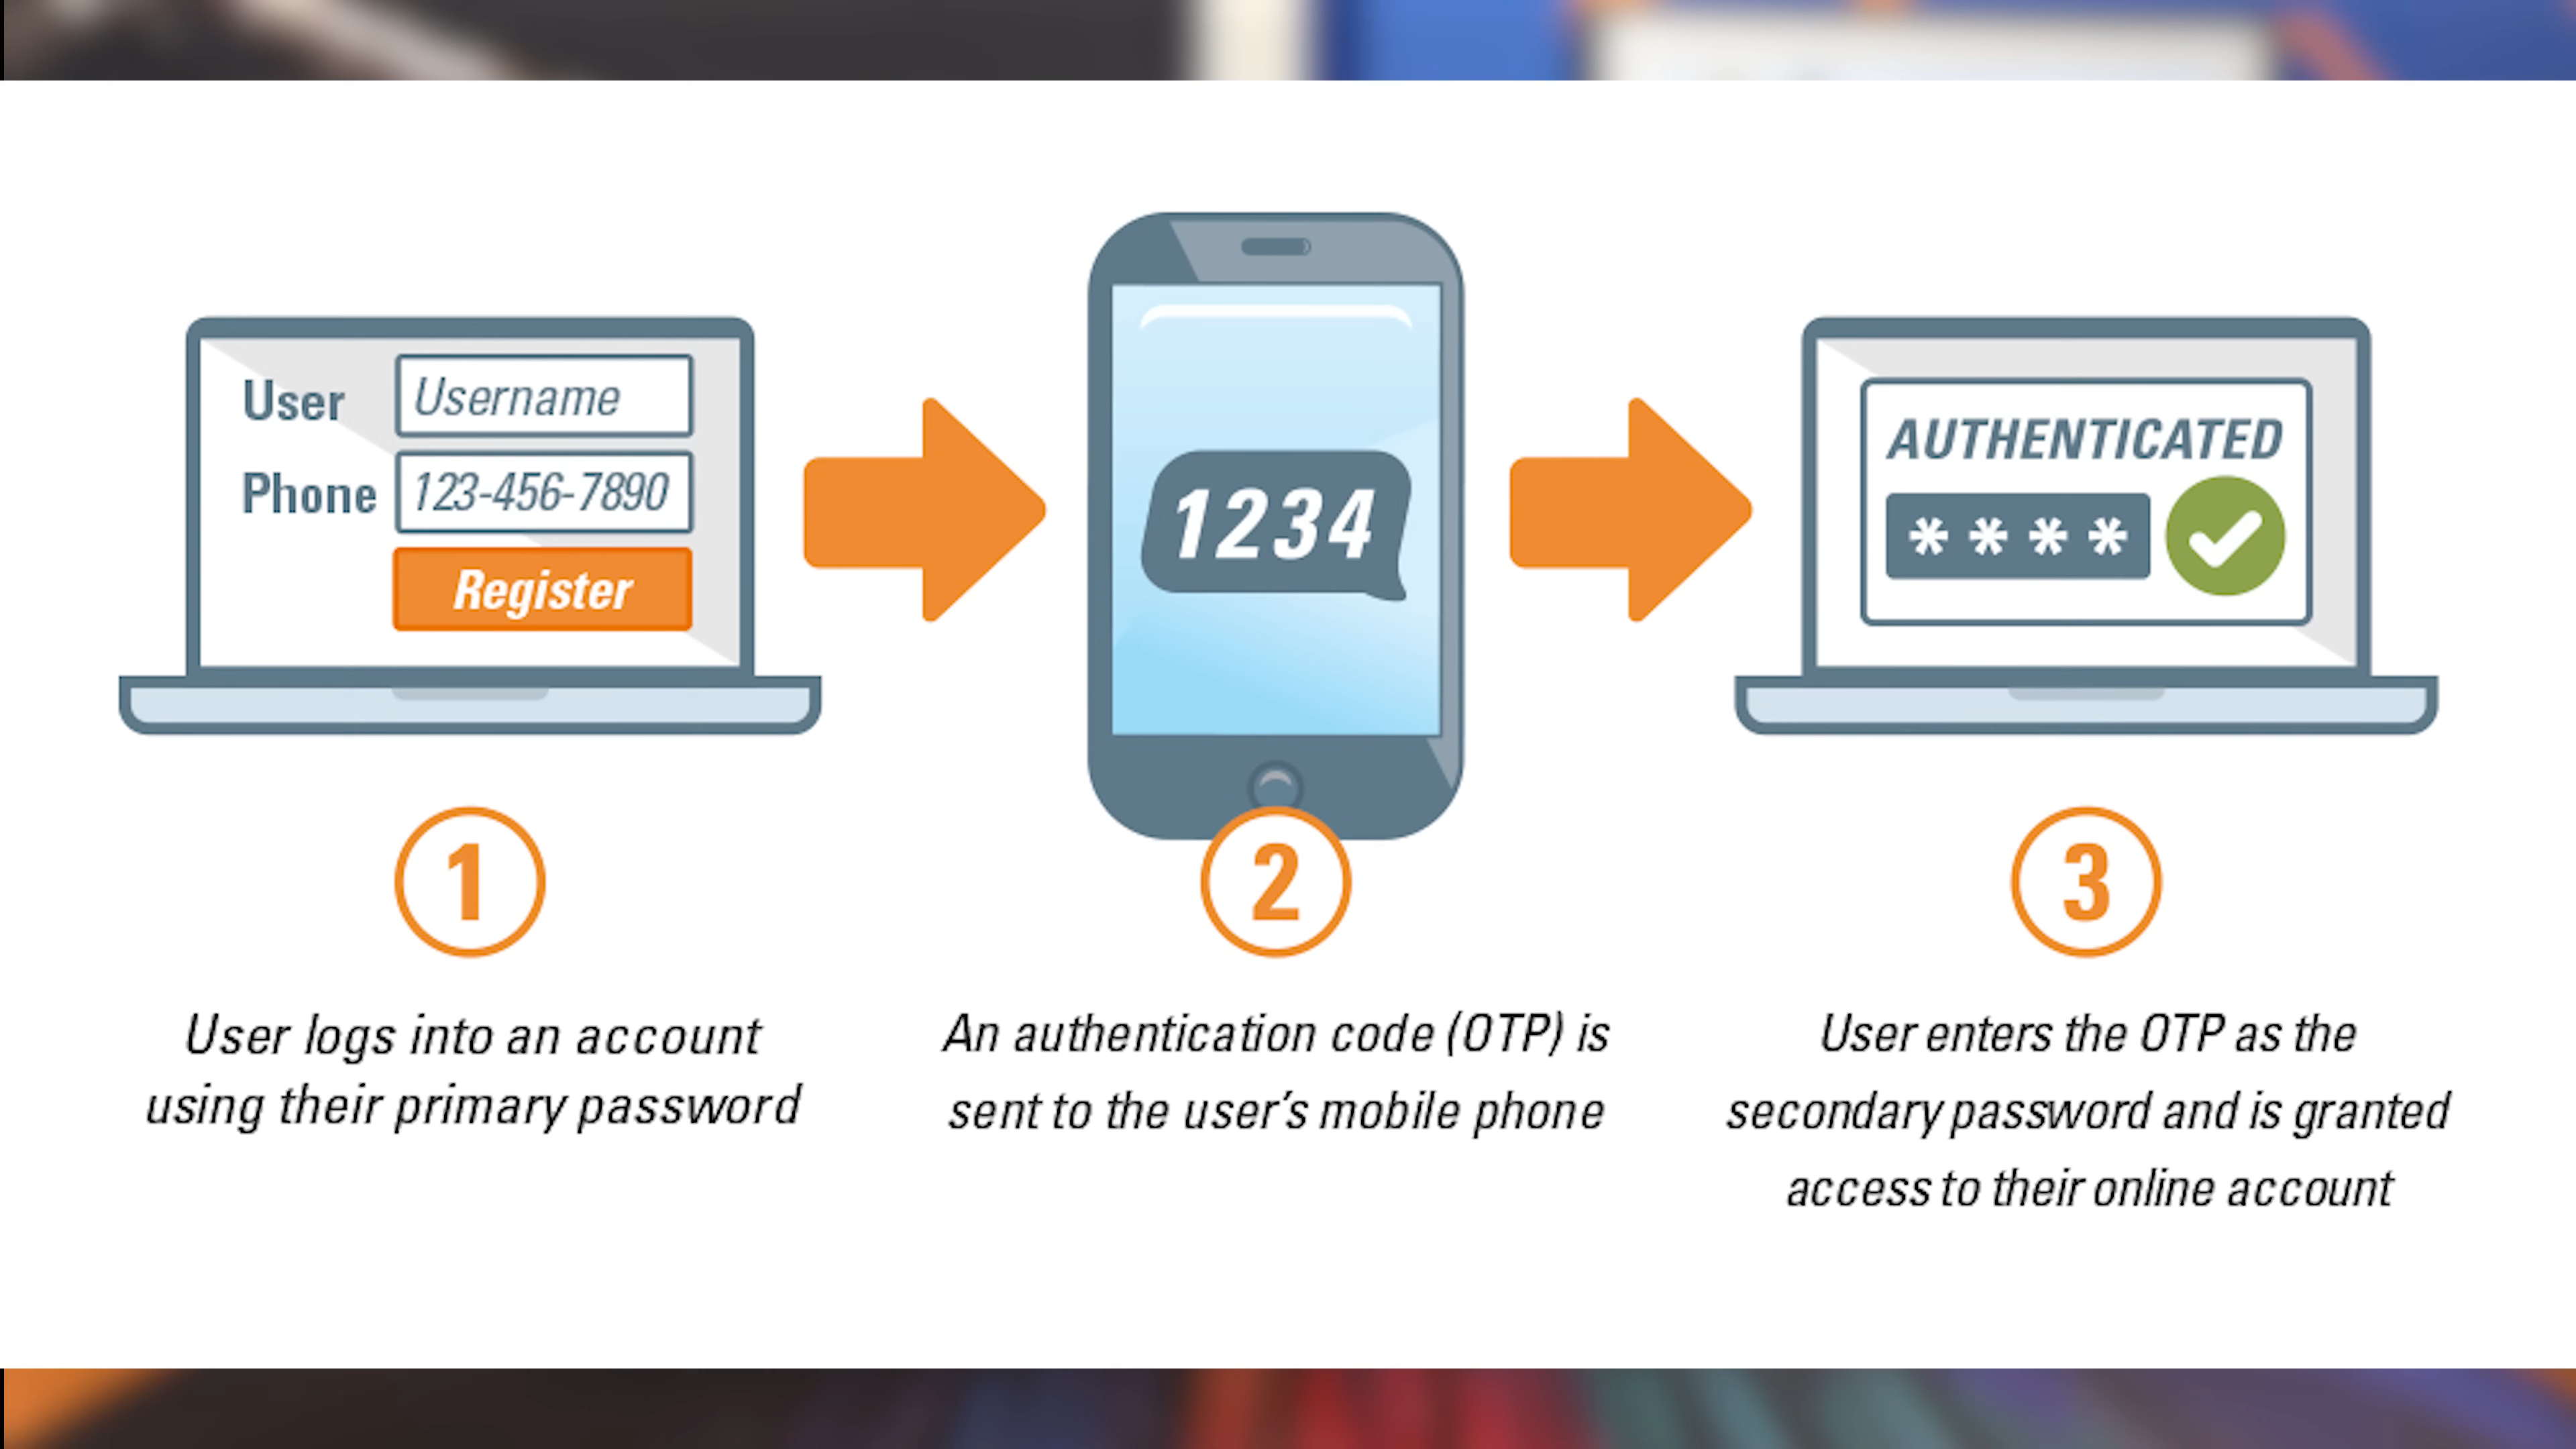 User
Username
Phone
123-456-7890
Register
1234
AUTHENTICATED
* * * *
1
User logs into an account
using their primary password
2
An authentication code (OTP) is
sent to the user's mobile phone
3
User enters the OTP as the
secondary password and is granted
access to their online account